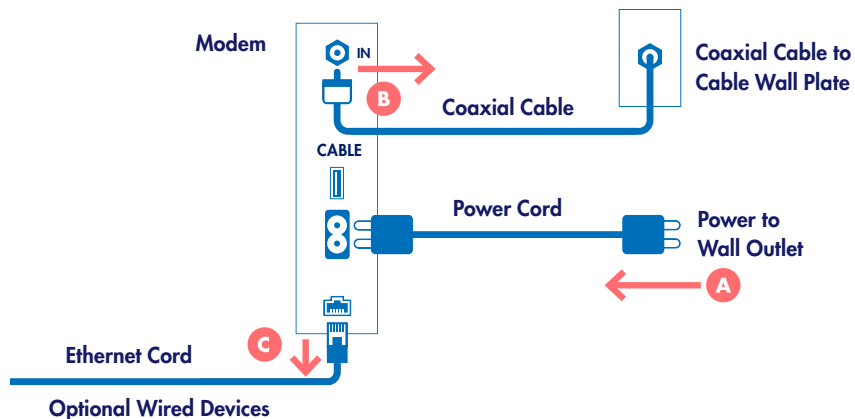 Modem
IN
Coaxial Cable to
Cable Wall Plate
B
Coaxial Cable
CABLE
Power Cord
Power to
Wall Outlet
A
C
Ethernet Cord
Optional Wired Devices